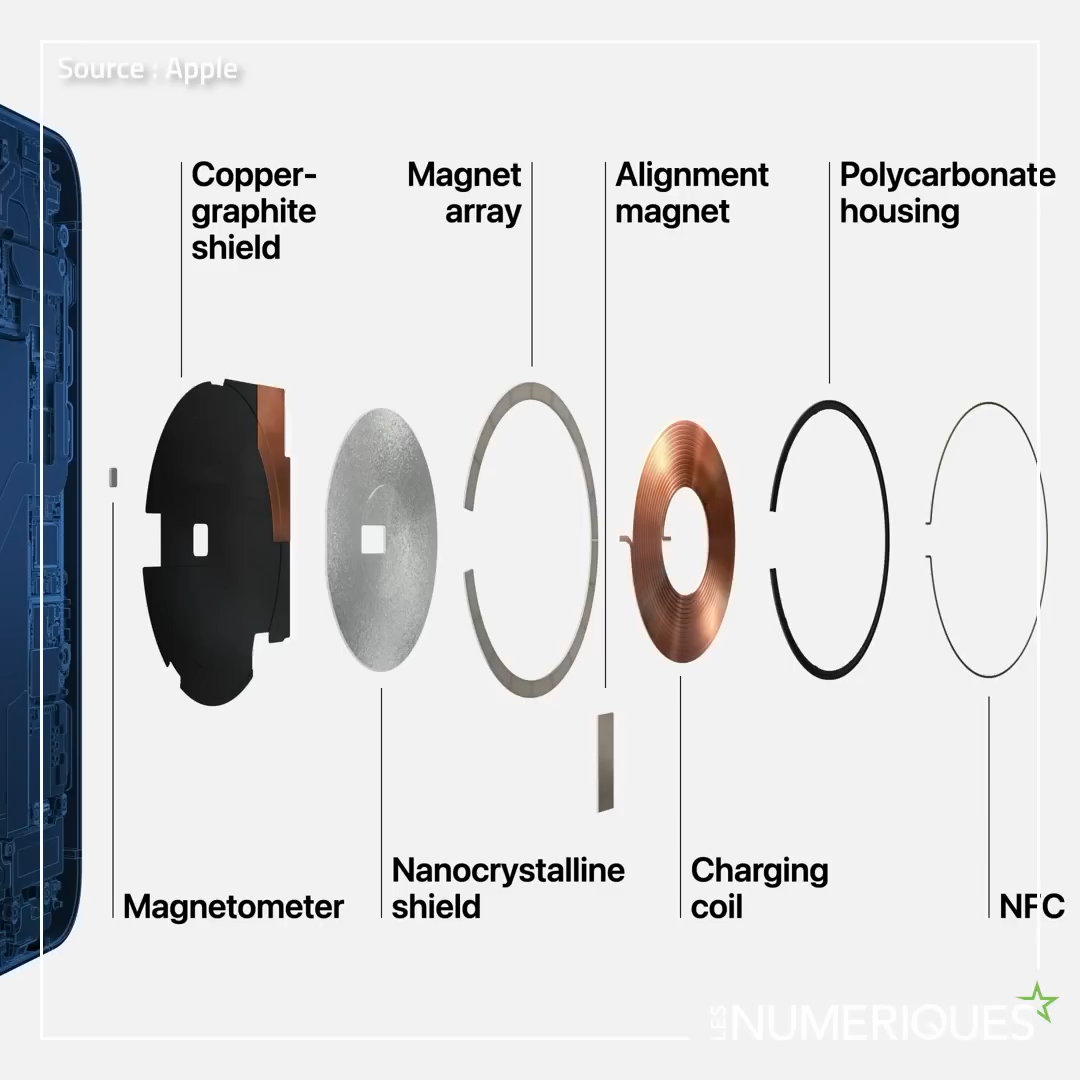 Source : Apple
Copper-
graphite
shield
Magnet
array
Alignment
magnet
Polycarbonate
housing
Magnetometer
Nanocrystalline
shield
Charging
coil
NFC
LES NUMERIQUES